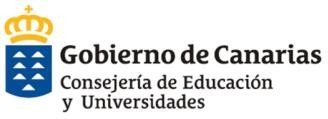 Gobierno de Canarias
Consejería de Educación
y Universidades